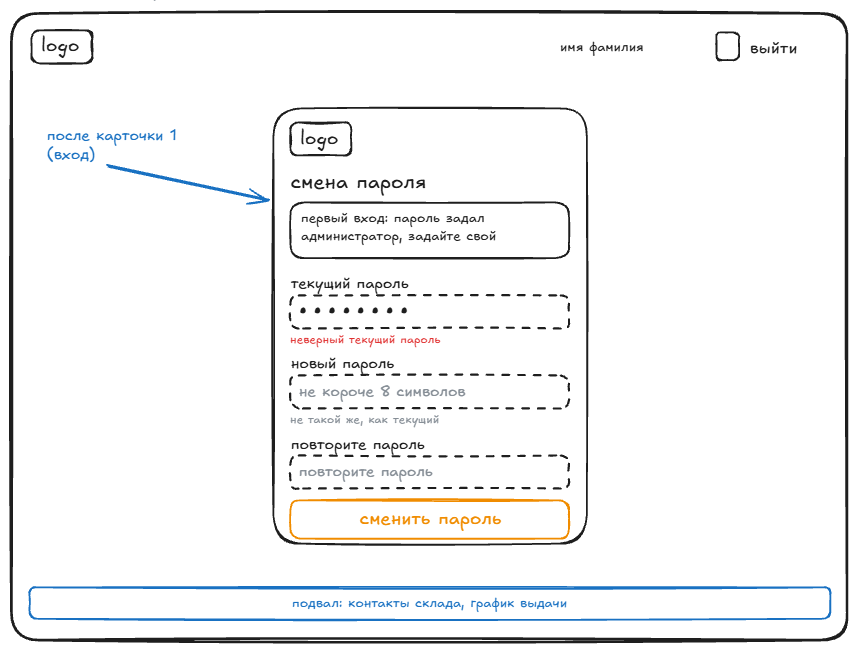 logo
имя фамилия
выйти
после карточки 1
(вход)
logo
смена пароля
первый вход: пароль задал
администратор, задайте свой
текущий пароль
неверный текущий пароль
новый пароль
не короче 8 символов
не такой же, как текущий
повторите пароль
повторите пароль
сменить пароль
подвал: контакты склада, график выдачи